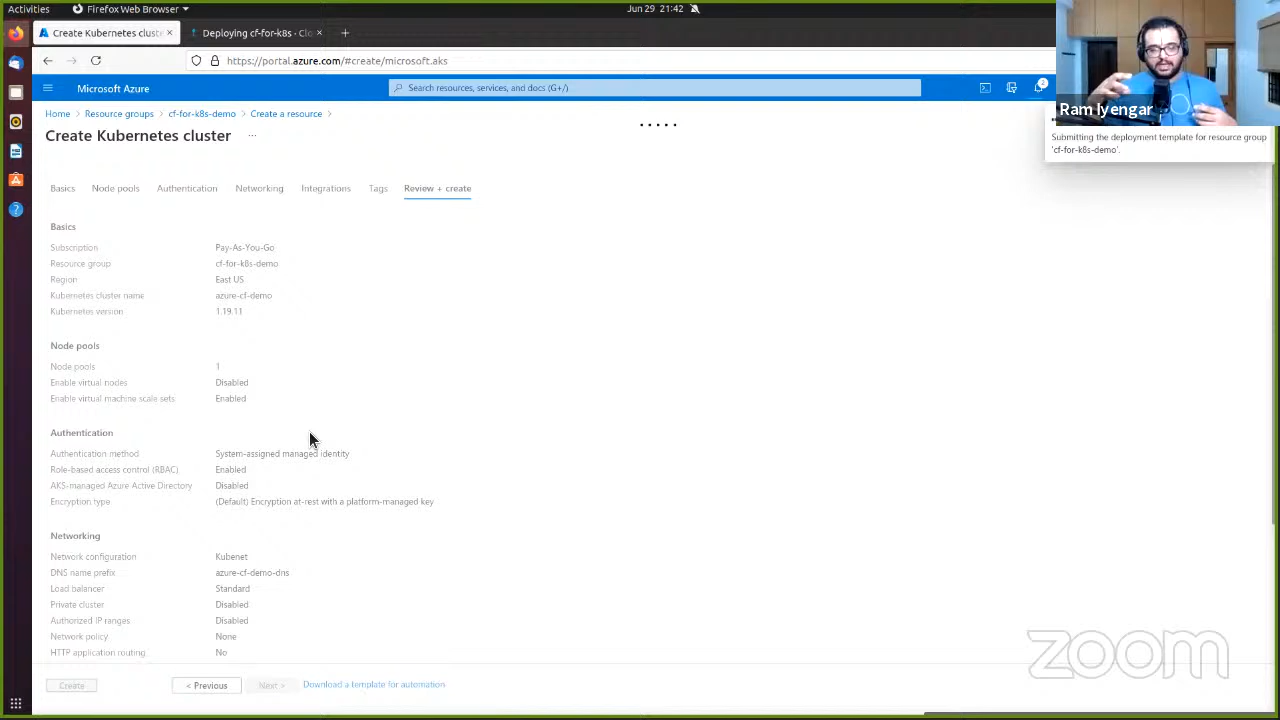 Activities
Firefox Web Browser
Jun 29 21:42
Create Kubernetes cluste
Deploying cf-for-k8s · Clo
https://portal.azure.com/#create/microsoft.aks
Microsoft Azure
Search resources, services, and docs (G+/)
2
Home > Resource groups > cf-for-k8s-demo > Create a resource >
Create Kubernetes cluster ...
Ram Iyengar
Submitting the deployment template for resource group
'cf-for-k8s-demo'.
Basics Node pools Authentication Networking Integrations Tags Review + create
Basics
Subscription Pay-As-You-Go
Resource group cf-for-k8s-demo
Region East US
Kubernetes cluster name azure-cf-demo
Kubernetes version 1.19.11
Node pools
Node pools 1
Enable virtual nodes Disabled
Enable virtual machine scale sets Enabled
Authentication
Authentication method System-assigned managed identity
Role-based access control (RBAC) Enabled
AKS-managed Azure Active Directory Disabled
Encryption type (Default) Encryption at-rest with a platform-managed key
Networking
Network configuration Kubenet
DNS name prefix azure-cf-demo-dns
Load balancer Standard
Private cluster Disabled
Authorized IP ranges Disabled
Network policy None
HTTP application routing No
Create
< Previous
Next >
Download a template for automation
zoom